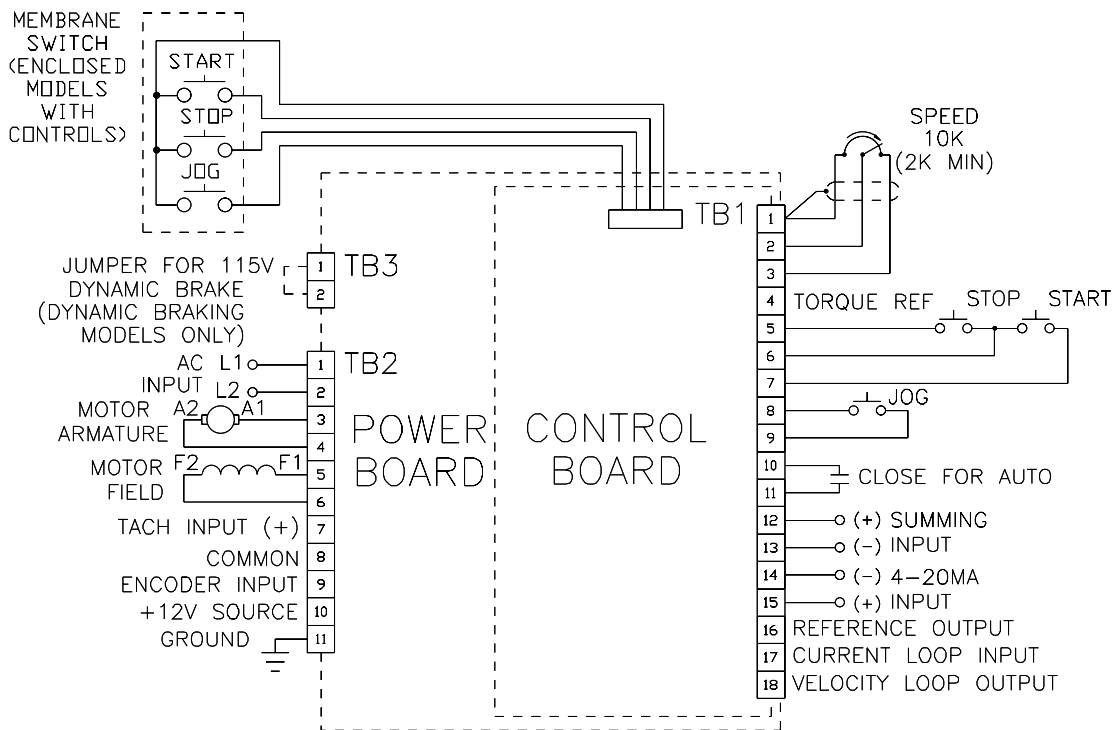 MEMBRANE
SWITCH
(ENCLOSED
MODELS
WITH
CONTROLS)
START
STOP
JOG
SPEED
10K
(2K MIN)
TB1
1
2
3
4
5
6
7
8
9
10
11
12
13
14
15
16
17
18
TORQUE REF
STOP
START
JOG
CLOSE FOR AUTO
(+) SUMMING
(-) INPUT
(-) 4-20MA
(+) INPUT
REFERENCE OUTPUT
CURRENT LOOP INPUT
VELOCITY LOOP OUTPUT
JUMPER FOR 115V
DYNAMIC BRAKE
(DYNAMIC BRAKING
MODELS ONLY)
1
2
TB3
TB2
1
2
3
4
5
6
7
8
9
10
11
AC L1
INPUT L2
MOTOR A2 A1
ARMATURE
MOTOR F2 F1
FIELD
TACH INPUT (+)
COMMON
ENCODER INPUT
+12V SOURCE
GROUND
POWER
BOARD
CONTROL
BOARD